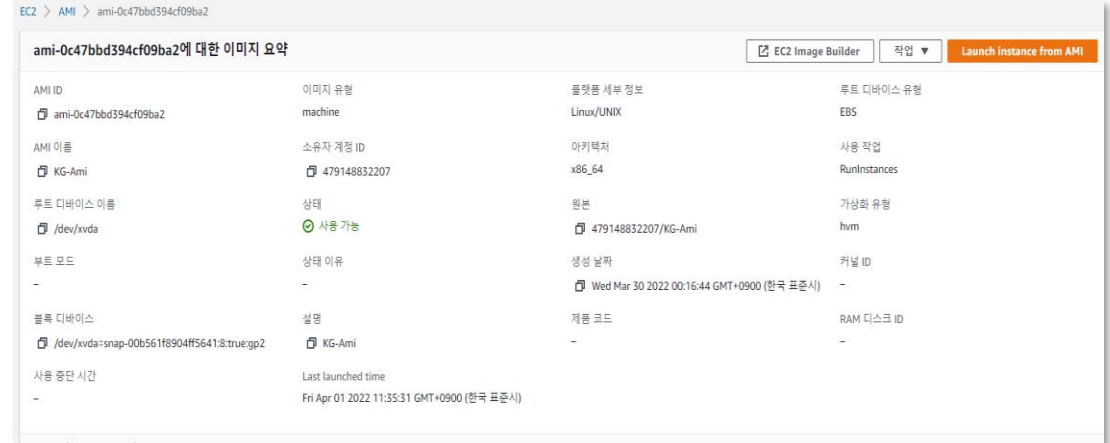 EC2 > AMI > ami-0c47bbd394cf09ba2
ami-0c47bbd394cf09ba2에 대한 이미지 요약
EC2 Image Builder
작업 ▼
Launch instance from AMI
AMI ID
이미지 유형
플랫폼 세부 정보
루트 디바이스 유형
ami-0c47bbd394cf09ba2
machine
Linux/UNIX
EBS
AMI 이름
소유자 계정 ID
아키텍처
사용 작업
KG-Ami
479148832207
x86_64
RunInstances
루트 디바이스 이름
상태
원본
가상화 유형
/dev/xvda
사용 가능
479148832207/KG-Ami
hvm
부트 모드
상태 이유
생성 날짜
커널 ID
–
–
Wed Mar 30 2022 00:16:44 GMT+0900 (한국 표준시)
–
블록 디바이스
설명
제품 코드
RAM 디스크 ID
/dev/xvda=snap-00b561f8904ff5641:8:true:gp2
KG-Ami
–
–
사용 중단 시간
Last launched time
–
Fri Apr 01 2022 11:35:31 GMT+0900 (한국 표준시)